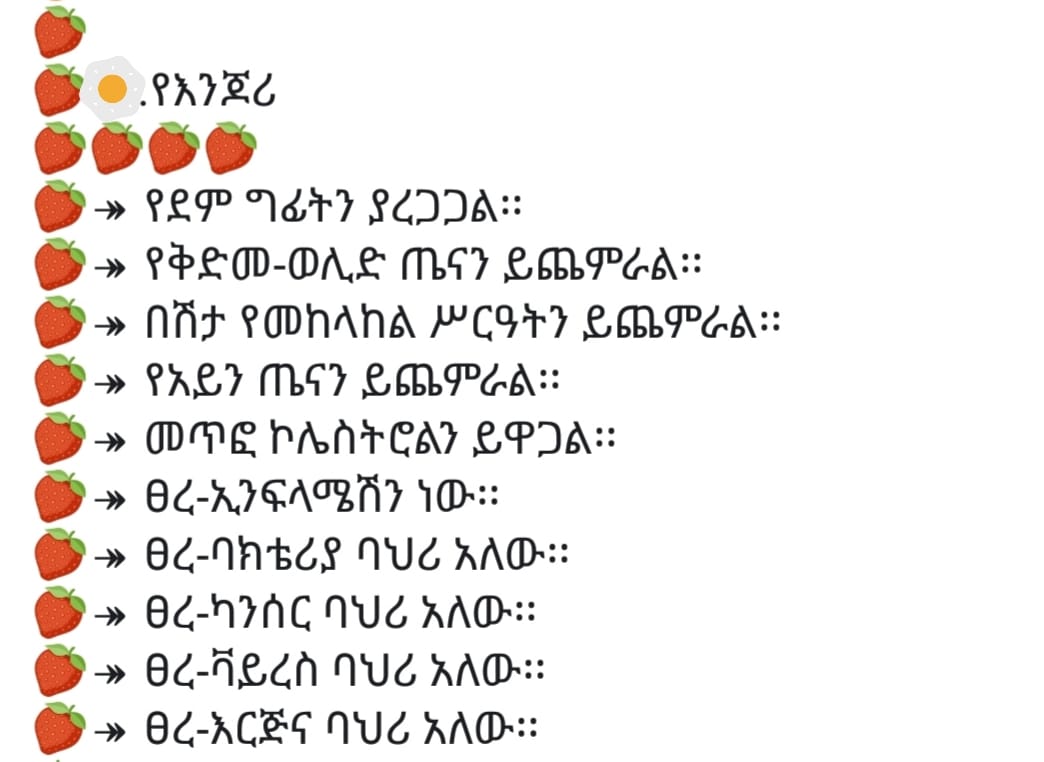 🍓
🍓🍳.የእንጆሪ
🍓🍓🍓🍓
🍓↠ የደም ግፊትን ያረጋጋል።
🍓↠ የቅድመ-ወሊድ ጤናን ይጨምራል።
🍓↠ በሽታ የመከላከል ሥርዓትን ይጨምራል።
🍓↠ የአይን ጤናን ይጨምራል።
🍓↠ መጥፎ ኮሌስትሮልን ይዋጋል።
🍓↠ ፀረ-ኢንፍላሜሽን ነው።
🍓↠ ፀረ-ባክቴሪያ ባህሪ አለው።
🍓↠ ፀረ-ካንሰር ባህሪ አለው።
🍓↠ ፀረ-ቫይረስ ባህሪ አለው።
🍓↠ ፀረ-እርጅና ባህሪ አለው።